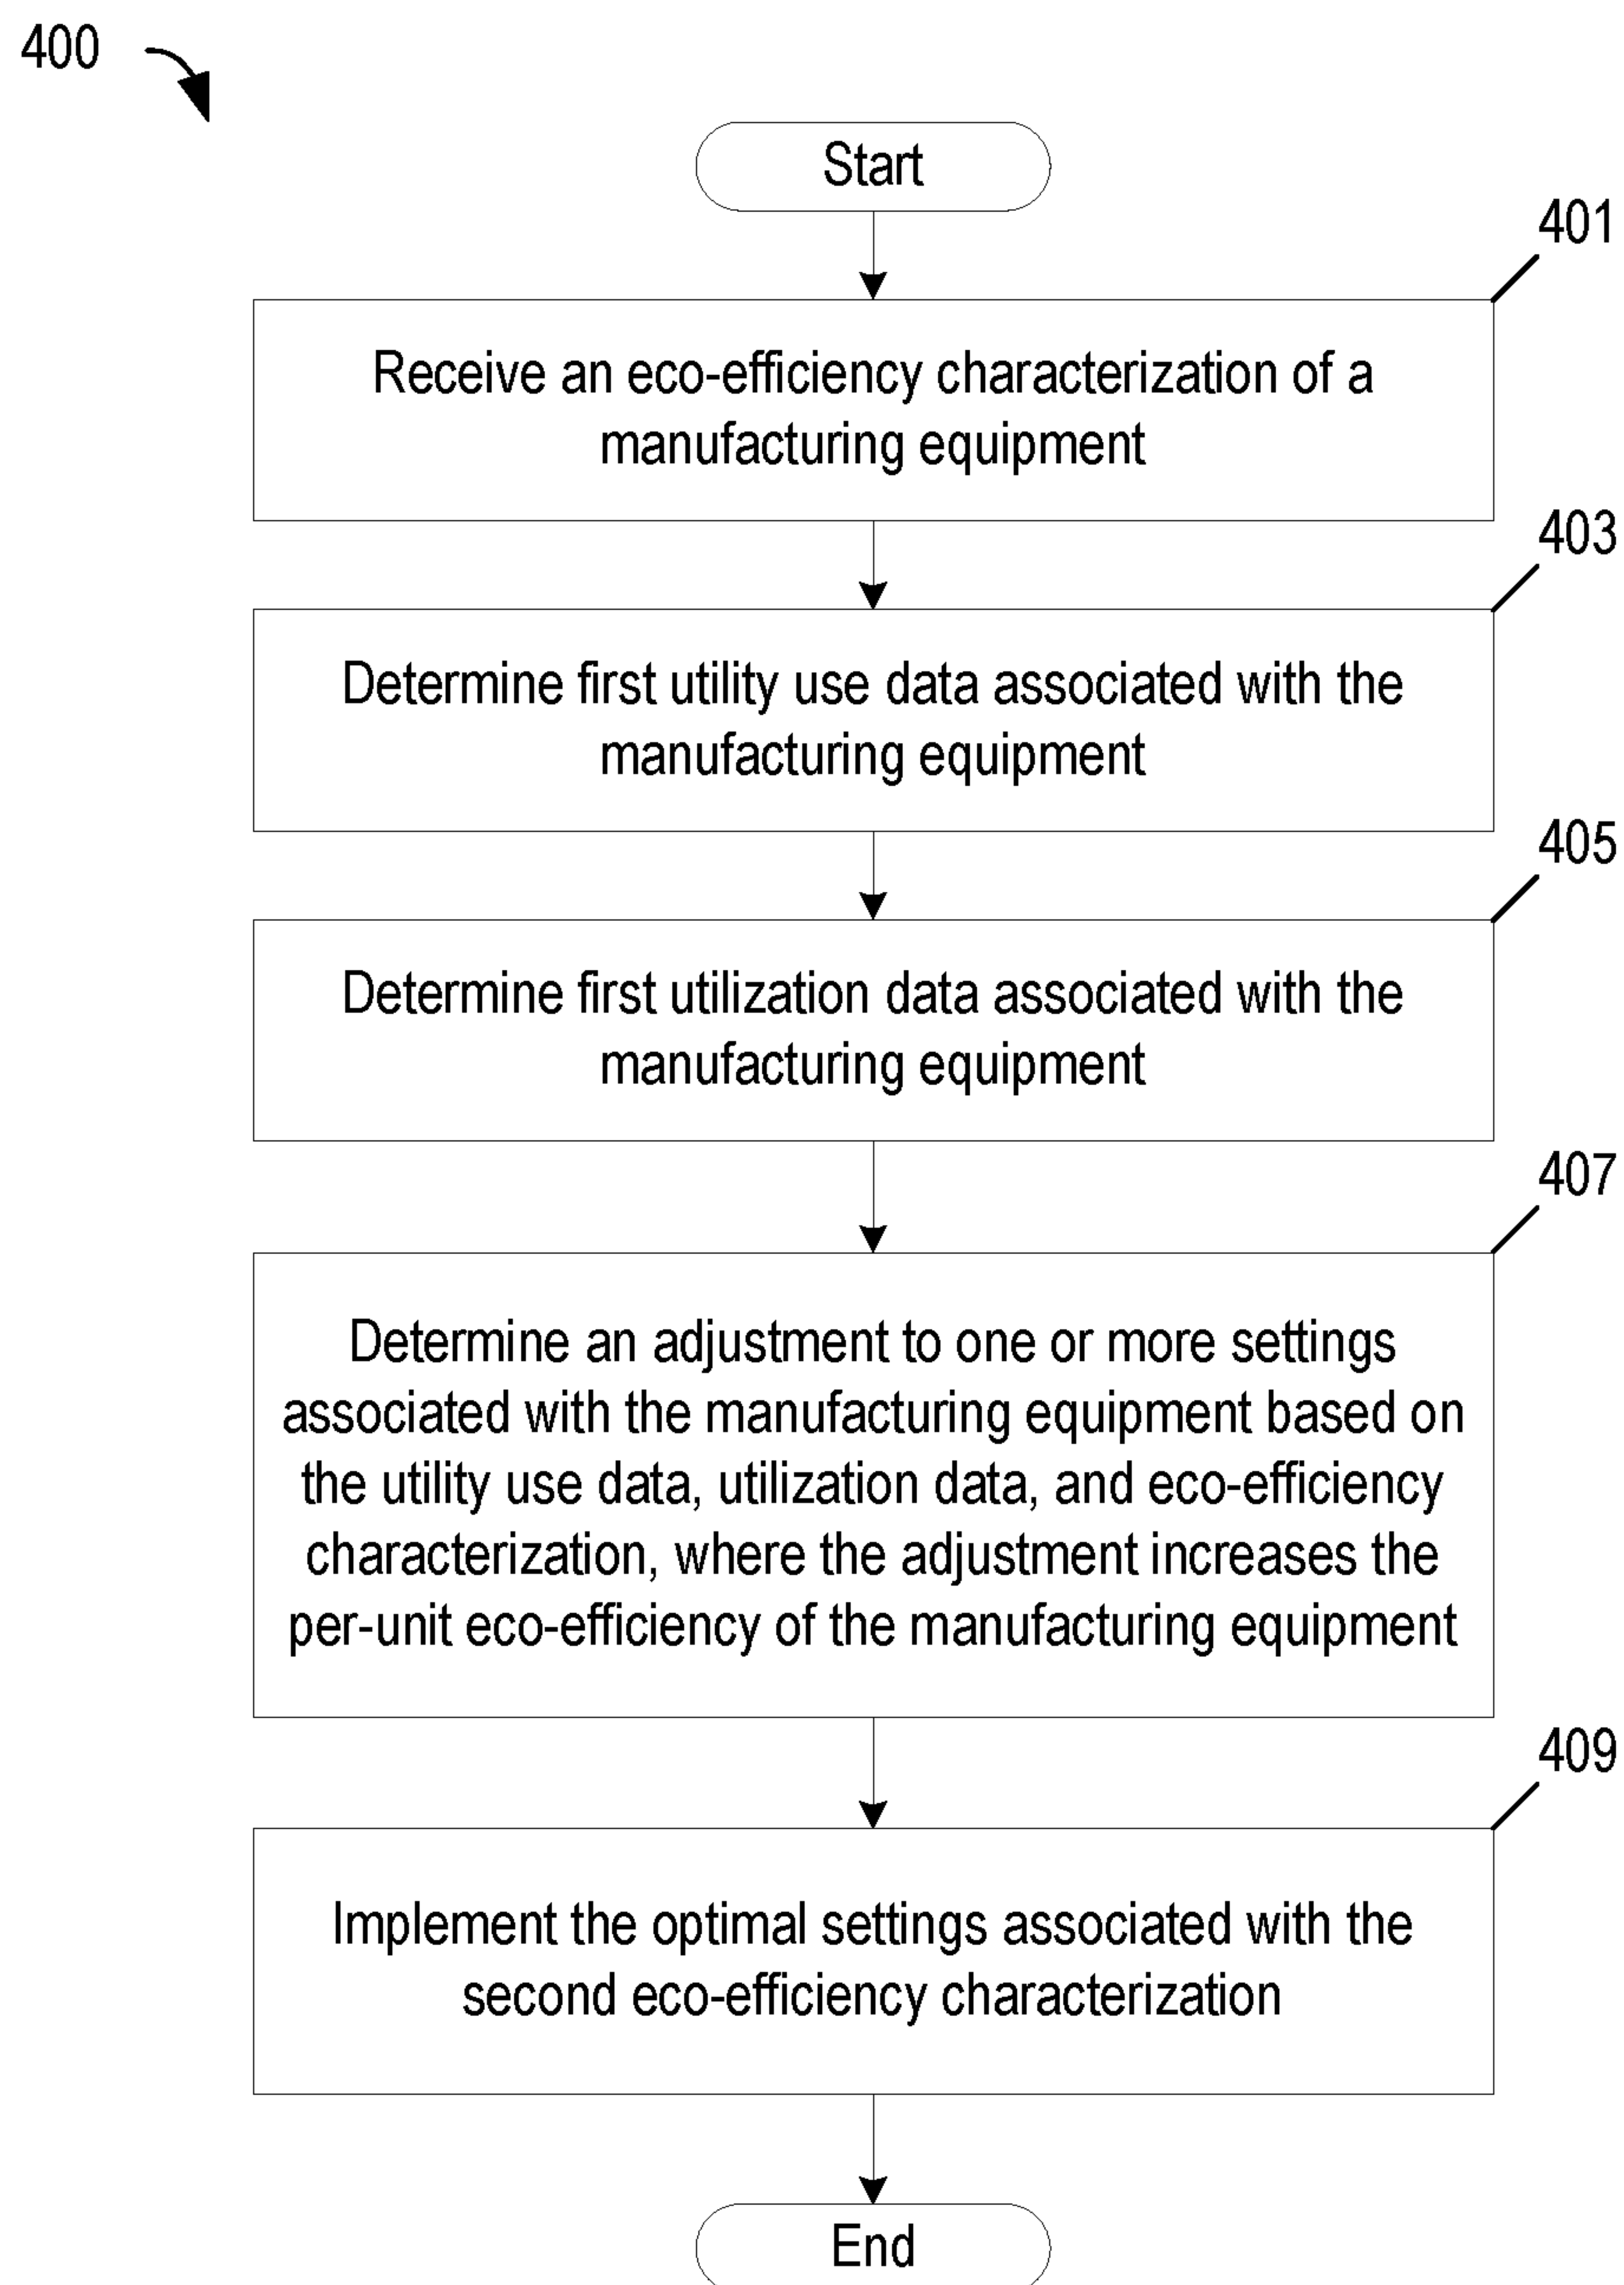 400
Start
401
Receive an eco-efficiency characterization of a
manufacturing equipment
403
Determine first utility use data associated with the
manufacturing equipment
405
Determine first utilization data associated with the
manufacturing equipment
407
Determine an adjustment to one or more settings
associated with the manufacturing equipment based on
the utility use data, utilization data, and eco-efficiency
characterization, where the adjustment increases the
per-unit eco-efficiency of the manufacturing equipment
409
Implement the optimal settings associated with the
second eco-efficiency characterization
End